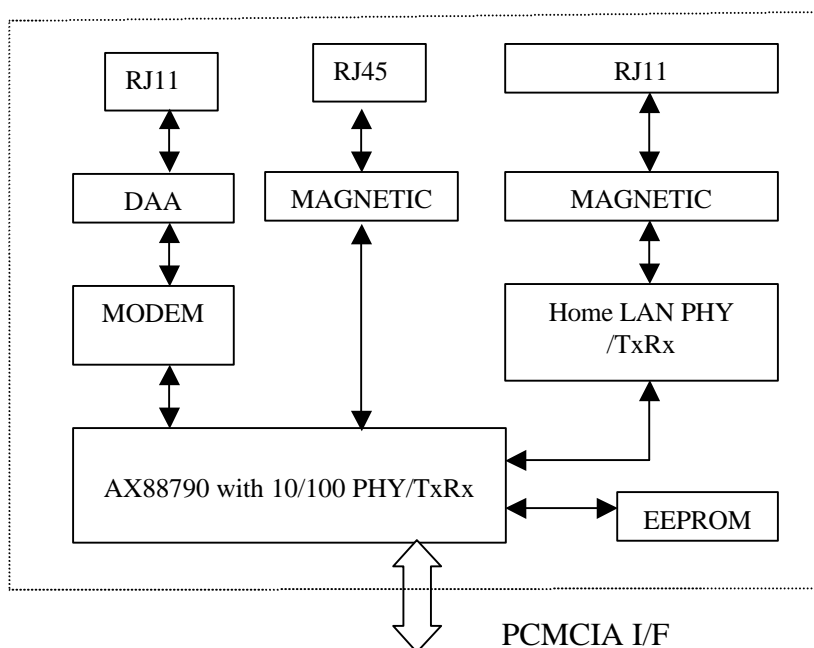 RJ11
RJ45
RJ11
DAA
MAGNETIC
MAGNETIC
MODEM
Home LAN PHY
/TxRx
AX88790 with 10/100 PHY/TxRx
EEPROM
PCMCIA I/F